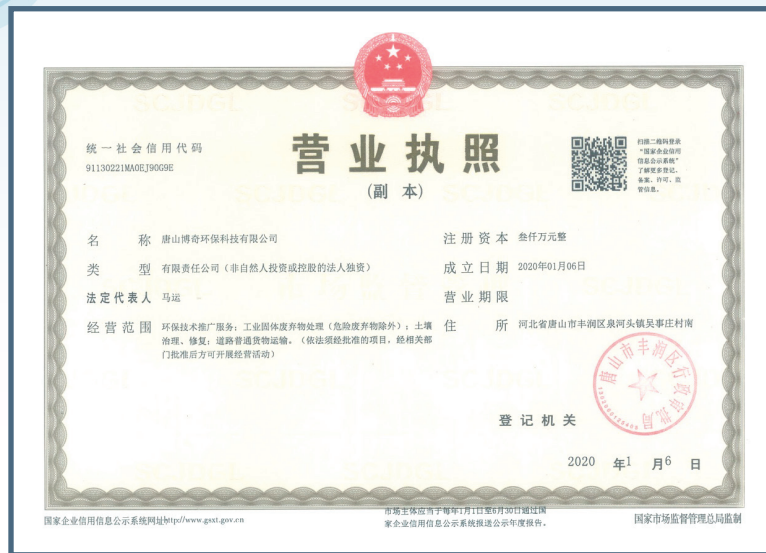 统一社会信用代码
91130221MA0EJ90G9E
营业执照
(副 本)
扫描二维码登录
“国家企业信用
信息公示系统”
了解更多登记、
备案、许可、监
管信息。
名 称 唐山博奇环保科技有限公司
类 型 有限责任公司（非自然人投资或控股的法人独资）
法定代表人 马运
经营范围 环保技术推广服务；工业固体废弃物处理（危险废弃物除外）；土壤
治理、修复；道路普通货物运输。（依法须经批准的项目，经相关部
门批准后方可开展经营活动）
注册资本 叁仟万元整
成立日期 2020年01月06日
营业期限
住 所 河北省唐山市丰润区泉河头镇吴事庄村南
唐山市丰润区行政审批局
登记机关
2020 年1 月6 日
国家企业信用信息公示系统网址http://www.gsxt.gov.cn
市场主体应当于每年1月1日至6月30日通过国
家企业信用信息公示系统报送公示年度报告。
国家市场监督管理总局监制